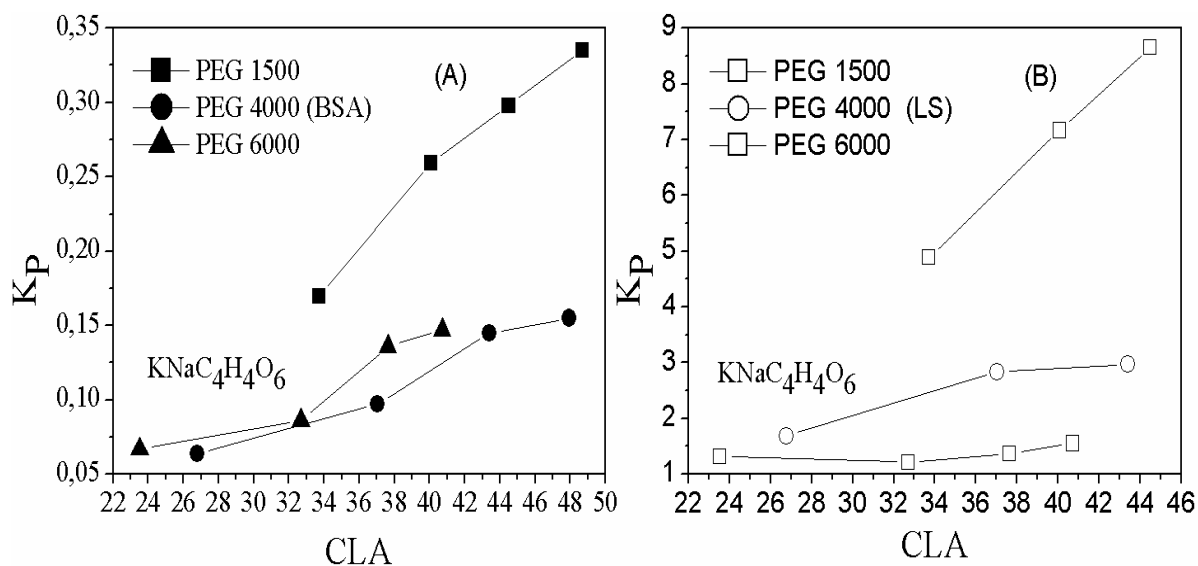 0,35
0,30
0,25
0,20
0,15
0,10
0,05
K_P
PEG 1500
PEG 4000 (BSA)
PEG 6000
(A)
KNaC4H4O6
22 24 26 28 30 32 34 36 38 40 42 44 46 48 50
CLA
9
8
7
6
5
4
3
2
1
K_P
PEG 1500
PEG 4000 (LS)
PEG 6000
(B)
KNaC4H4O6
22 24 26 28 30 32 34 36 38 40 42 44 46
CLA